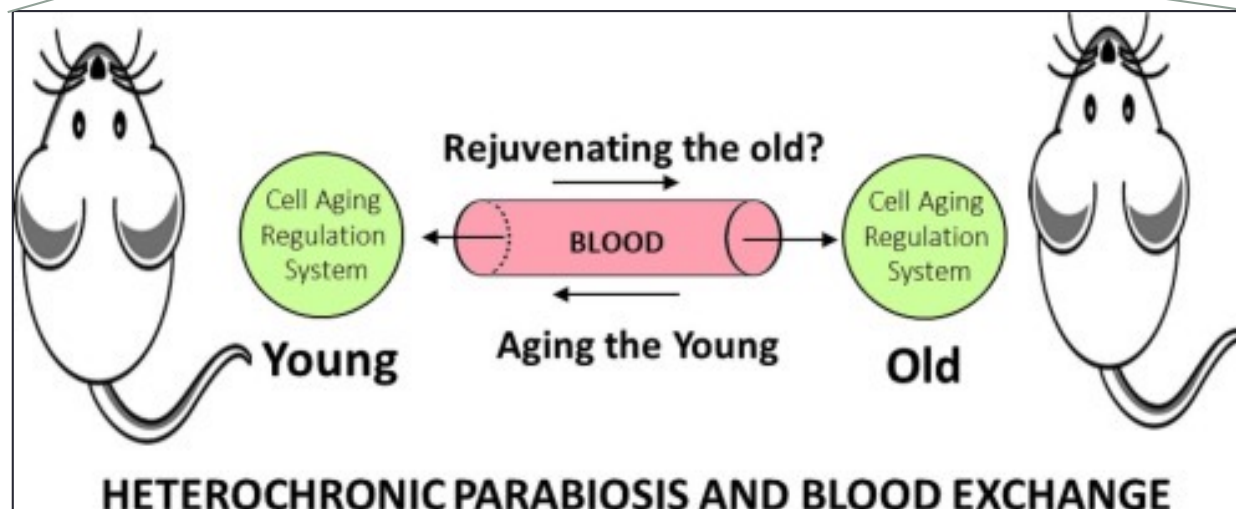 Rejuvenating the old?
Cell Aging
Regulation
System
BLOOD
Cell Aging
Regulation
System
Aging the Young
Young
Old
HETEROCHRONIC PARABIOSIS AND BLOOD EXCHANGE